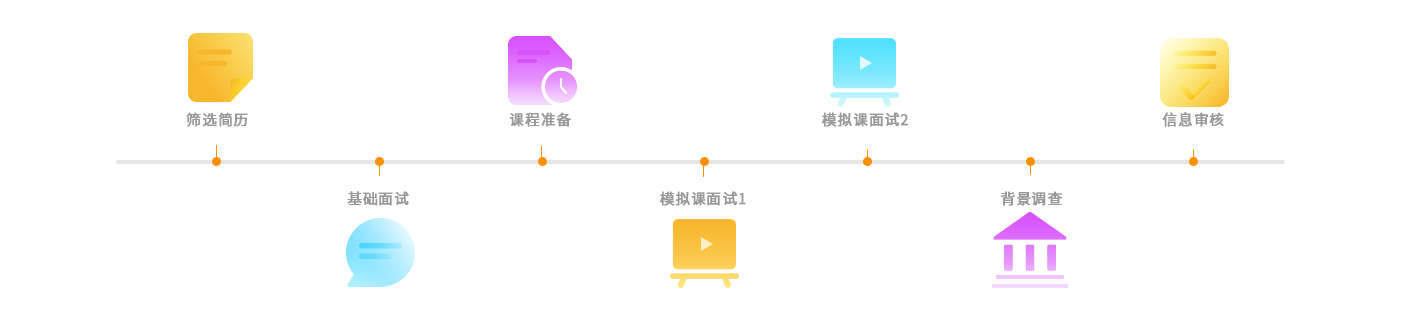 筛选简历
基础面试
课程准备
模拟课面试1
模拟课面试2
背景调查
信息审核